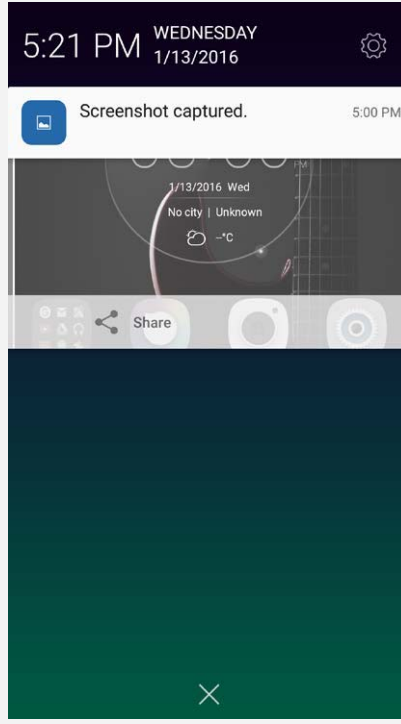 5:21 PM
WEDNESDAY
1/13/2016
Screenshot captured.
5:00 PM
PM
1/13/2016 Wed
No city | Unknown
--°C
Share